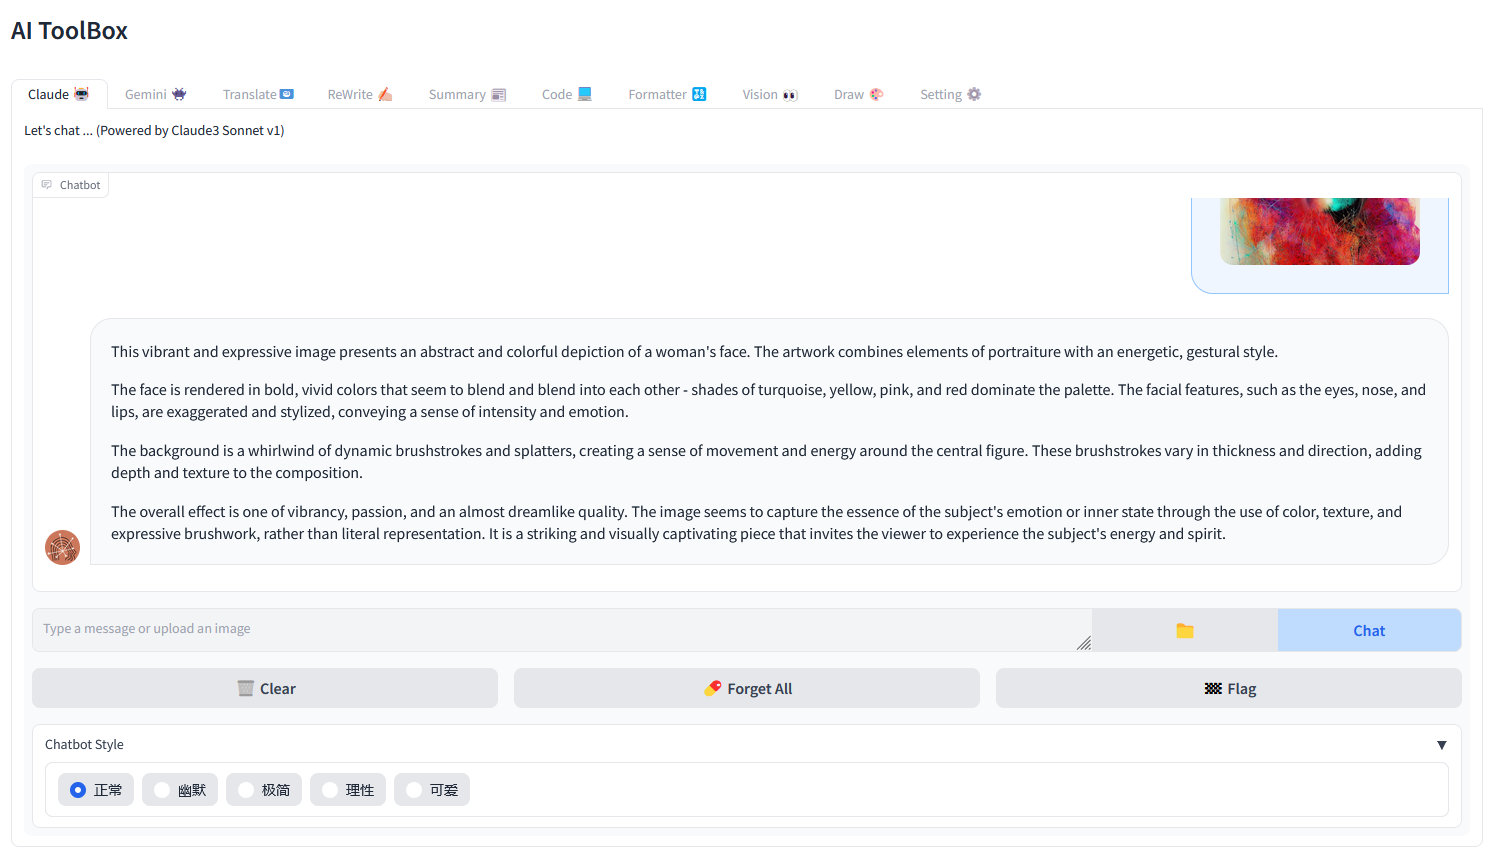 AI ToolBox
Claude
Gemini
Translate
ReWrite
Summary
Code
Formatter
Vision
Draw
Setting
Let's chat ... (Powered by Claude3 Sonnet v1)
Chatbot
This vibrant and expressive image presents an abstract and colorful depiction of a woman's face. The artwork combines elements of portraiture with an energetic, gestural style.
The face is rendered in bold, vivid colors that seem to blend and blend into each other - shades of turquoise, yellow, pink, and red dominate the palette. The facial features, such as the eyes, nose, and
lips, are exaggerated and stylized, conveying a sense of intensity and emotion.
The background is a whirlwind of dynamic brushstrokes and splatters, creating a sense of movement and energy around the central figure. These brushstrokes vary in thickness and direction, adding
depth and texture to the composition.
The overall effect is one of vibrancy, passion, and an almost dreamlike quality. The image seems to capture the essence of the subject's emotion or inner state through the use of color, texture, and
expressive brushwork, rather than literal representation. It is a striking and visually captivating piece that invites the viewer to experience the subject's energy and spirit.
Type a message or upload an image
Chat
Clear
Forget All
Flag
Chatbot Style
正常
幽默
极简
理性
可爱